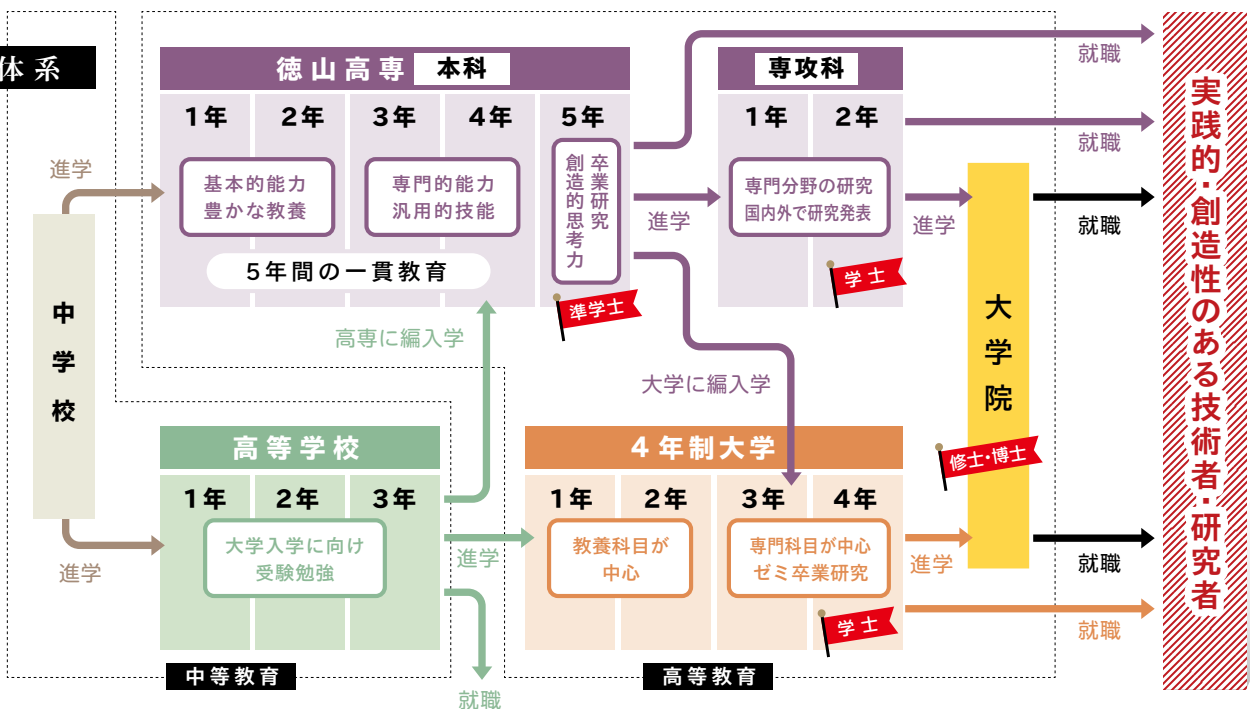 体系
中学校
進学
進学
徳山高専 本科
1年 2年 3年 4年 5年
基本的能力
豊かな教養
専門的能力
汎用的技能
卒業研究
創造的思考力
5年間の一貫教育
準学士
高専に編入学
進学
大学に編入学
専攻科
1年 2年
専門分野の研究
国内外で研究発表
学士
進学
就職
就職
就職
大学院
修士・博士
高等学校
1年 2年 3年
大学入学に向け
受験勉強
進学
就職
中等教育
4年制大学
1年 2年 3年 4年
教養科目が
中心
専門科目が中心
ゼミ卒業研究
学士
進学
就職
就職
高等教育
実践的・創造性のある技術者・研究者